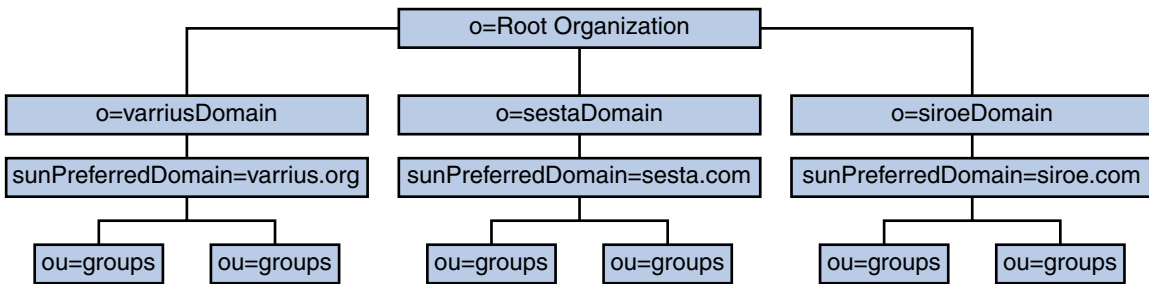 o=Root Organization
o=varriusDomain
o=sestaDomain
o=siroeDomain
sunPreferredDomain=varrius.org
sunPreferredDomain=sesta.com
sunPreferredDomain=siroe.com
ou=groups
ou=groups
ou=groups
ou=groups
ou=groups
ou=groups